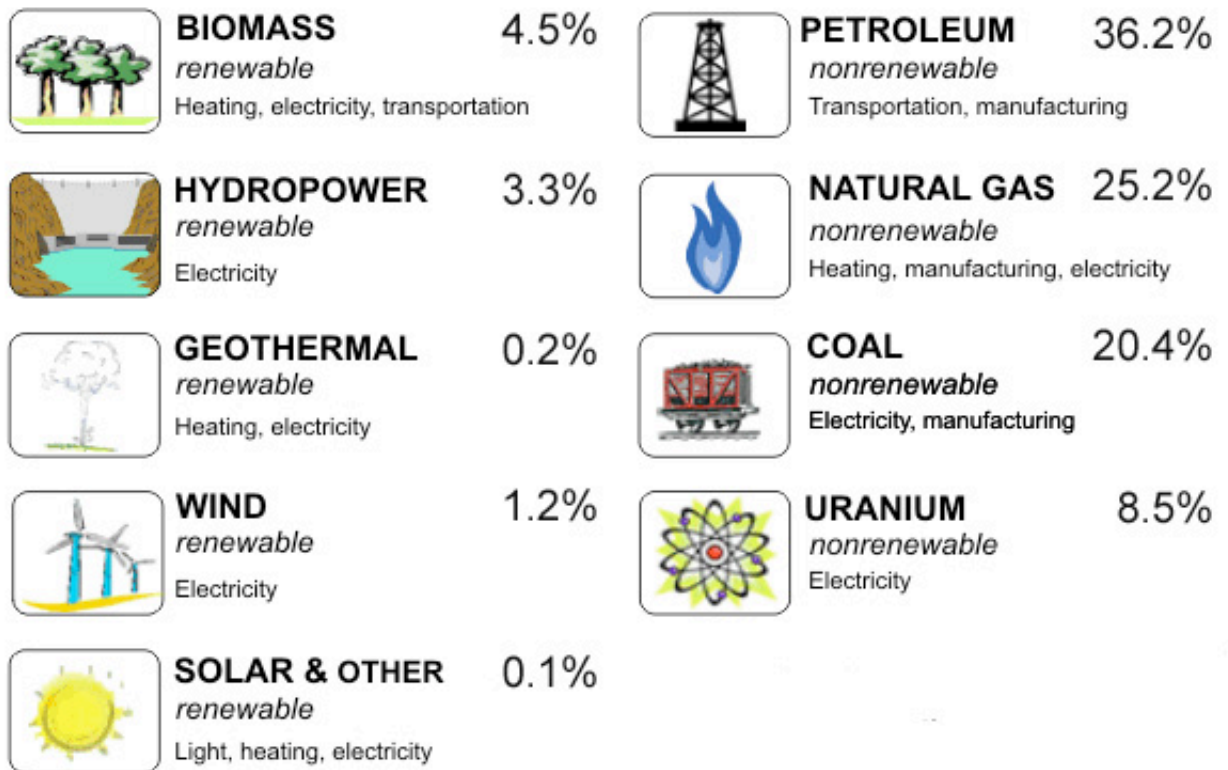 BIOMASS 4.5%
renewable
Heating, electricity, transportation
HYDROPOWER 3.3%
renewable
Electricity
GEOTHERMAL 0.2%
renewable
Heating, electricity
WIND 1.2%
renewable
Electricity
SOLAR & OTHER 0.1%
renewable
Light, heating, electricity
PETROLEUM 36.2%
nonrenewable
Transportation, manufacturing
NATURAL GAS 25.2%
nonrenewable
Heating, manufacturing, electricity
COAL 20.4%
nonrenewable
Electricity, manufacturing
URANIUM 8.5%
nonrenewable
Electricity